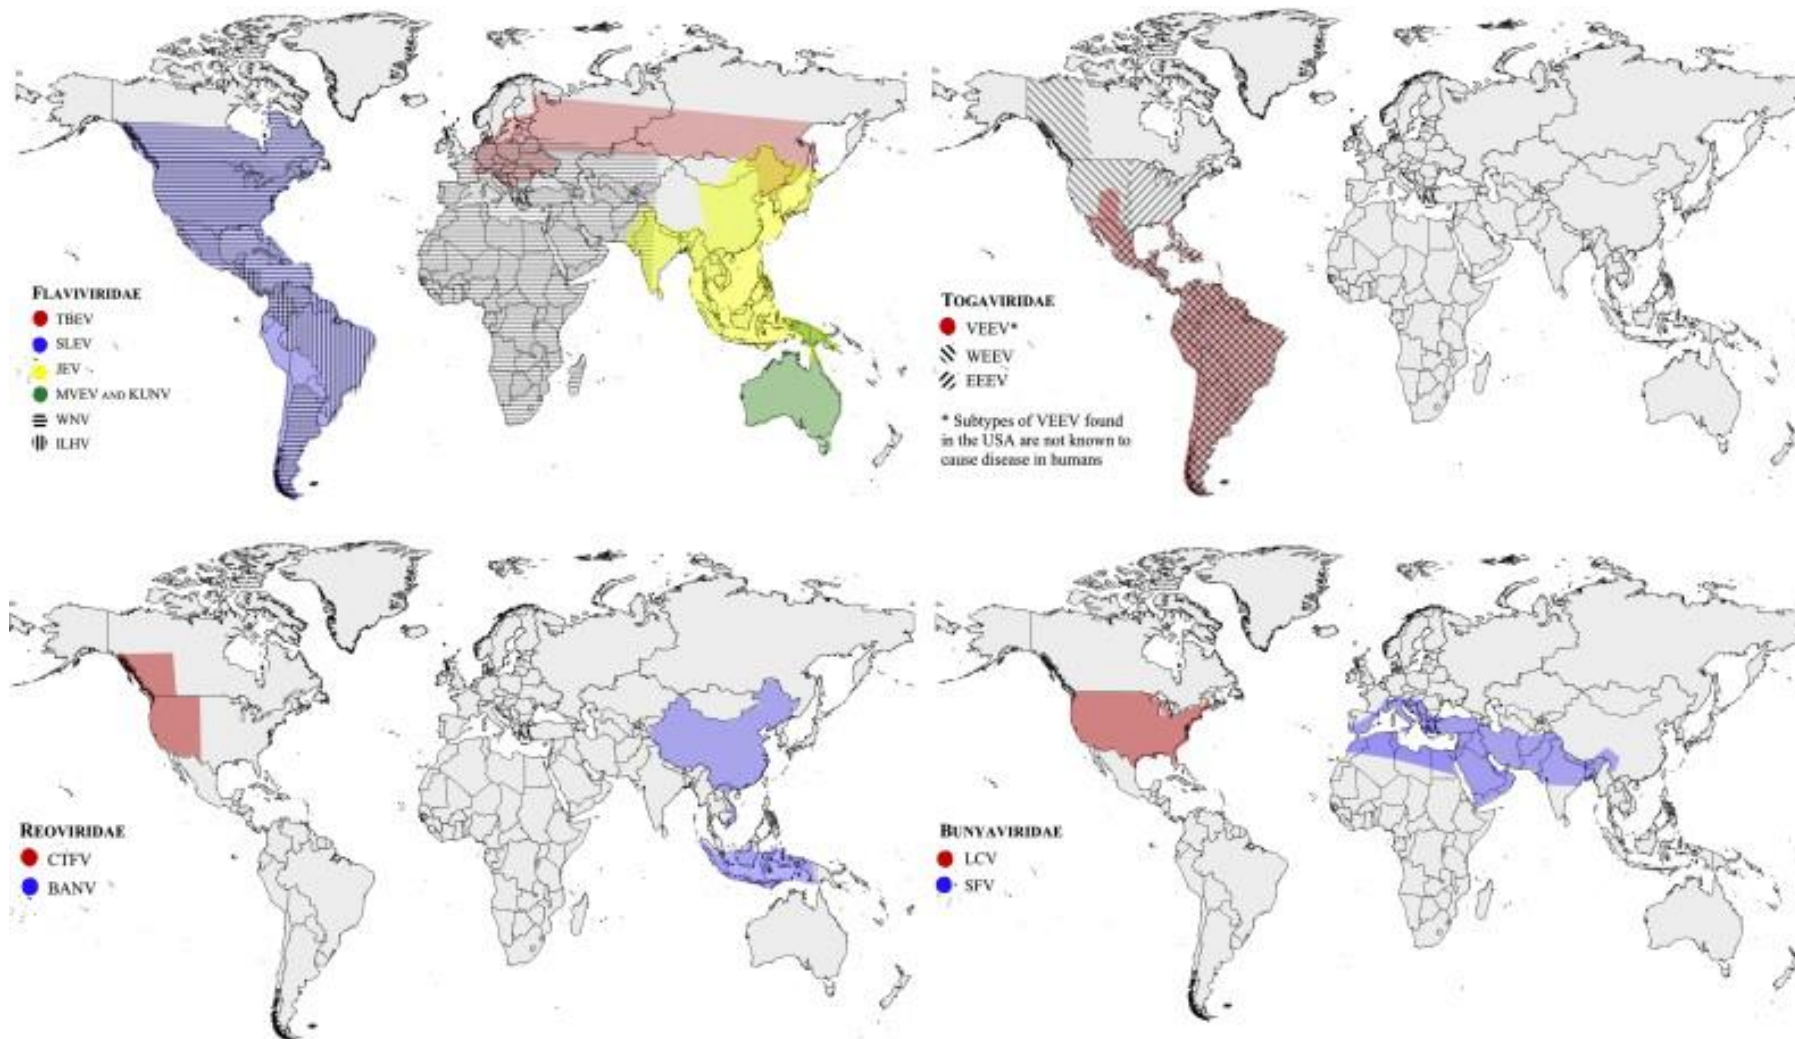 FLAVIVIRIDAE
TBEV
SLEV
JEV
MVEV AND KUNV
WNV
ILHV
TOGAVIRIDAE
VEEV*
WEEV
EEEV
* Subtypes of VEEV found
in the USA are not known to
cause disease in humans
REOVIRIDAE
CTFV
BANV
BUNYAVIRIDAE
LCV
SFV